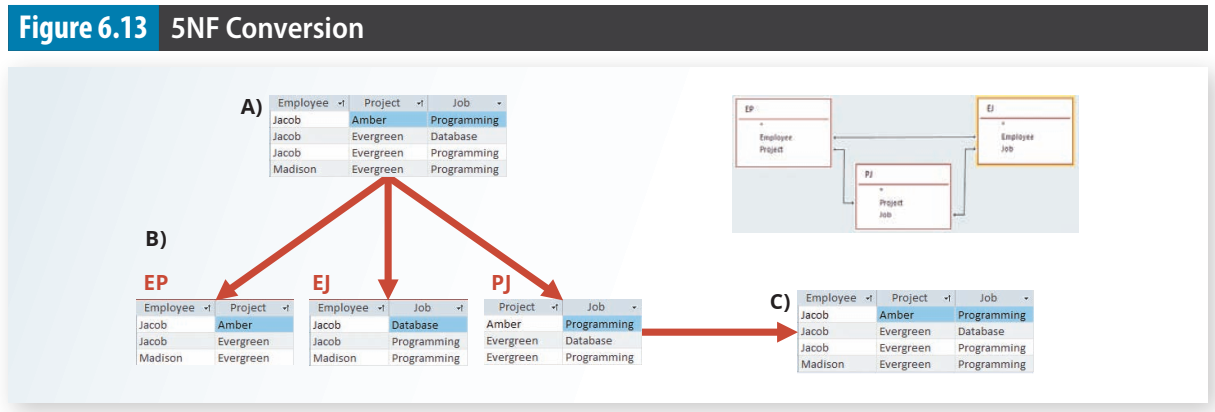 Figure 6.13 5NF Conversion
A)
Employee Project Job
Jacob Amber Programming
Jacob Evergreen Database
Jacob Evergreen Programming
Madison Evergreen Programming
EP
*
Employee
Project
EJ
*
Employee
Job
PJ
*
Project
Job
B)
EP
Employee Project
Jacob Amber
Jacob Evergreen
Madison Evergreen
EJ
Employee Job
Jacob Database
Jacob Programming
Madison Programming
PJ
Project Job
Amber Programming
Evergreen Database
Evergreen Programming
C)
Employee Project Job
Jacob Amber Programming
Jacob Evergreen Database
Jacob Evergreen Programming
Madison Evergreen Programming